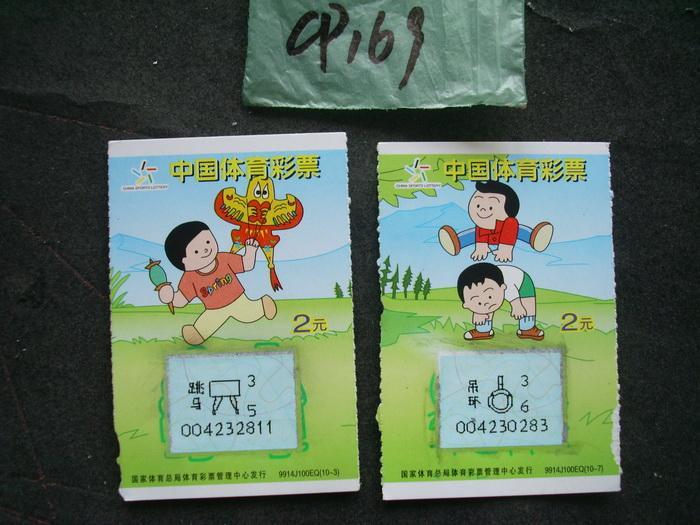 CP169
中国体育彩票
CHINA SPORTS LOTTERY
Spring
2元
跳马
3
5
004232811
国家体育总局体育彩票管理中心发行 9914J100EQ(10-3)
中国体育彩票
CHINA SPORTS LOTTERY
2元
吊环
3
6
004230283
国家体育总局体育彩票管理中心发行 9914J100EQ(10-7)